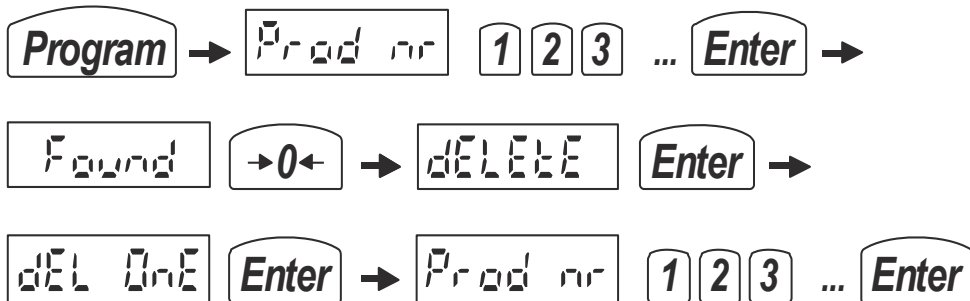 Program → Prod nr 1 2 3 ... Enter →
Found →0← → dELEtE Enter →
dEL OnE Enter → Prod nr 1 2 3 ... Enter